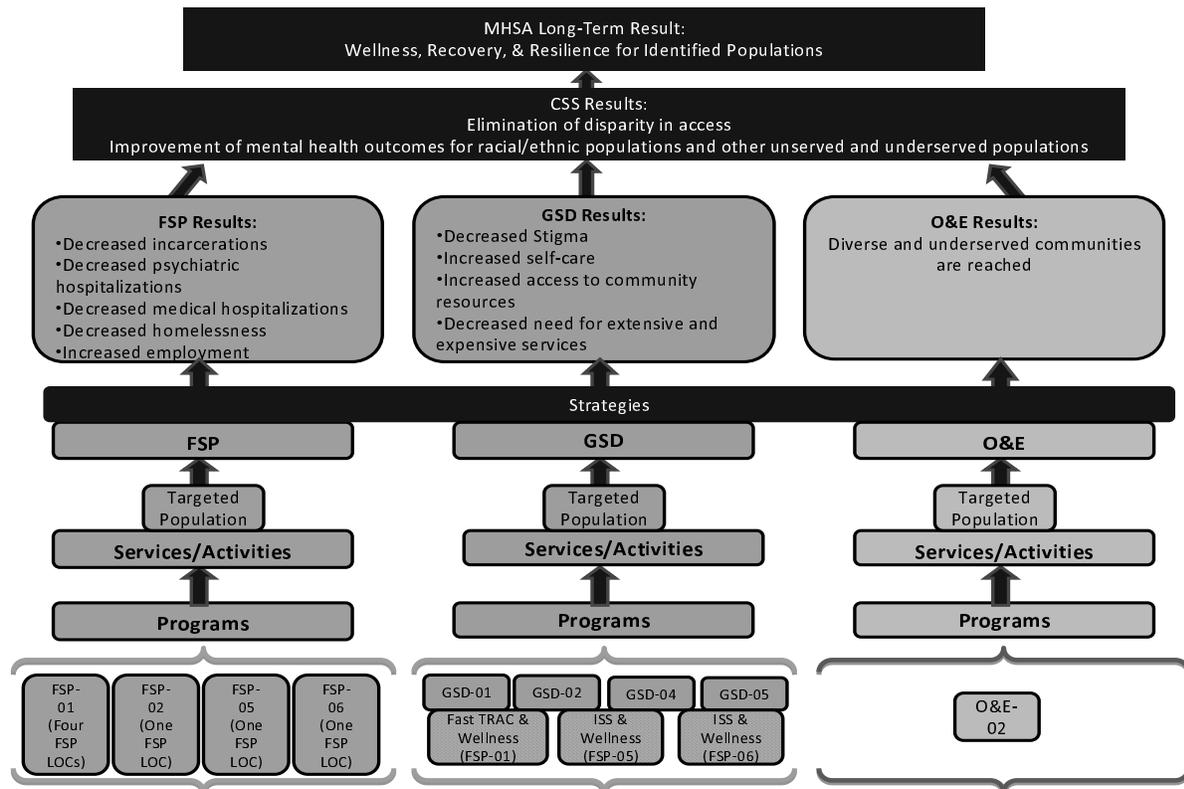 MHSA Long-Term Result:
Wellness, Recovery, & Resilience for Identified Populations
CSS Results:
Elimination of disparity in access
Improvement of mental health outcomes for racial/ethnic populations and other unserved and underserved populations
FSP Results:
•Decreased incarcerations
•Decreased psychiatric
hospitalizations
•Decreased medical hospitalizations
•Decreased homelessness
•Increased employment
GSD Results:
•Decreased Stigma
•Increased self-care
•Increased access to community
resources
•Decreased need for extensive and
expensive services
O&E Results:
Diverse and underserved communities
are reached
Strategies
FSP
GSD
O&E
Targeted
Population
Targeted
Population
Targeted
Population
Services/Activities
Services/Activities
Services/Activities
Programs
Programs
Programs
FSP-
01
(Four
FSP
LOCs)
FSP-
02
(One
FSP
LOC)
FSP-
05
(One
FSP
LOC)
FSP-
06
(One
FSP
LOC)
GSD-01
GSD-02
GSD-04
GSD-05
Fast TRAC &
Wellness
(FSP-01)
ISS &
Wellness
(FSP-05)
ISS &
Wellness
(FSP-06)
O&E-
02